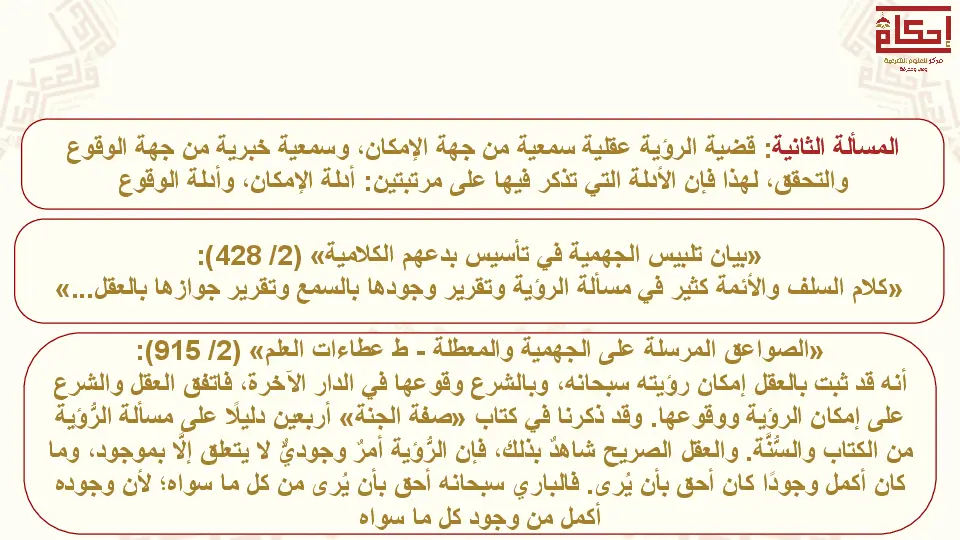 إحكام
مركز للعلوم الشرعية
وعي ومعرفة
المسألة الثانية: قضية الرؤية عقلية سمعية من جهة الإمكان، وسمعية خبرية من جهة الوقوع
والتحقق، لهذا فإن الأدلة التي تذكر فيها على مرتبتين: أدلة الإمكان، وأدلة الوقوع
«بيان تلبيس الجهمية في تأسيس بدعهم الكلامية» (2/ 428):
«كلام السلف والأئمة كثير في مسألة الرؤية وتقرير وجودها بالسمع وتقرير جوازها بالعقل...»
«الصواعق المرسلة على الجهمية والمعطلة - ط عطاءات العلم» (2/ 915):
أنه قد ثبت بالعقل إمكان رؤيته سبحانه، وبالشرع وقوعها في الدار الآخرة، فاتفق العقل والشرع
على إمكان الرؤية ووقوعها. وقد ذكرنا في كتاب «صفة الجنة» أربعين دليلًا على مسألة الرُّؤية
من الكتاب والسُّنَّة. والعقل الصريح شاهدٌ بذلك، فإن الرُّؤية أمرٌ وجوديٌّ لا يتعلق إلَّا بموجود، وما
كان أكمل وجودًا كان أحق بأن يُرى. فالباري سبحانه أحق بأن يُرى من كل ما سواه؛ لأن وجوده
أكمل من وجود كل ما سواه